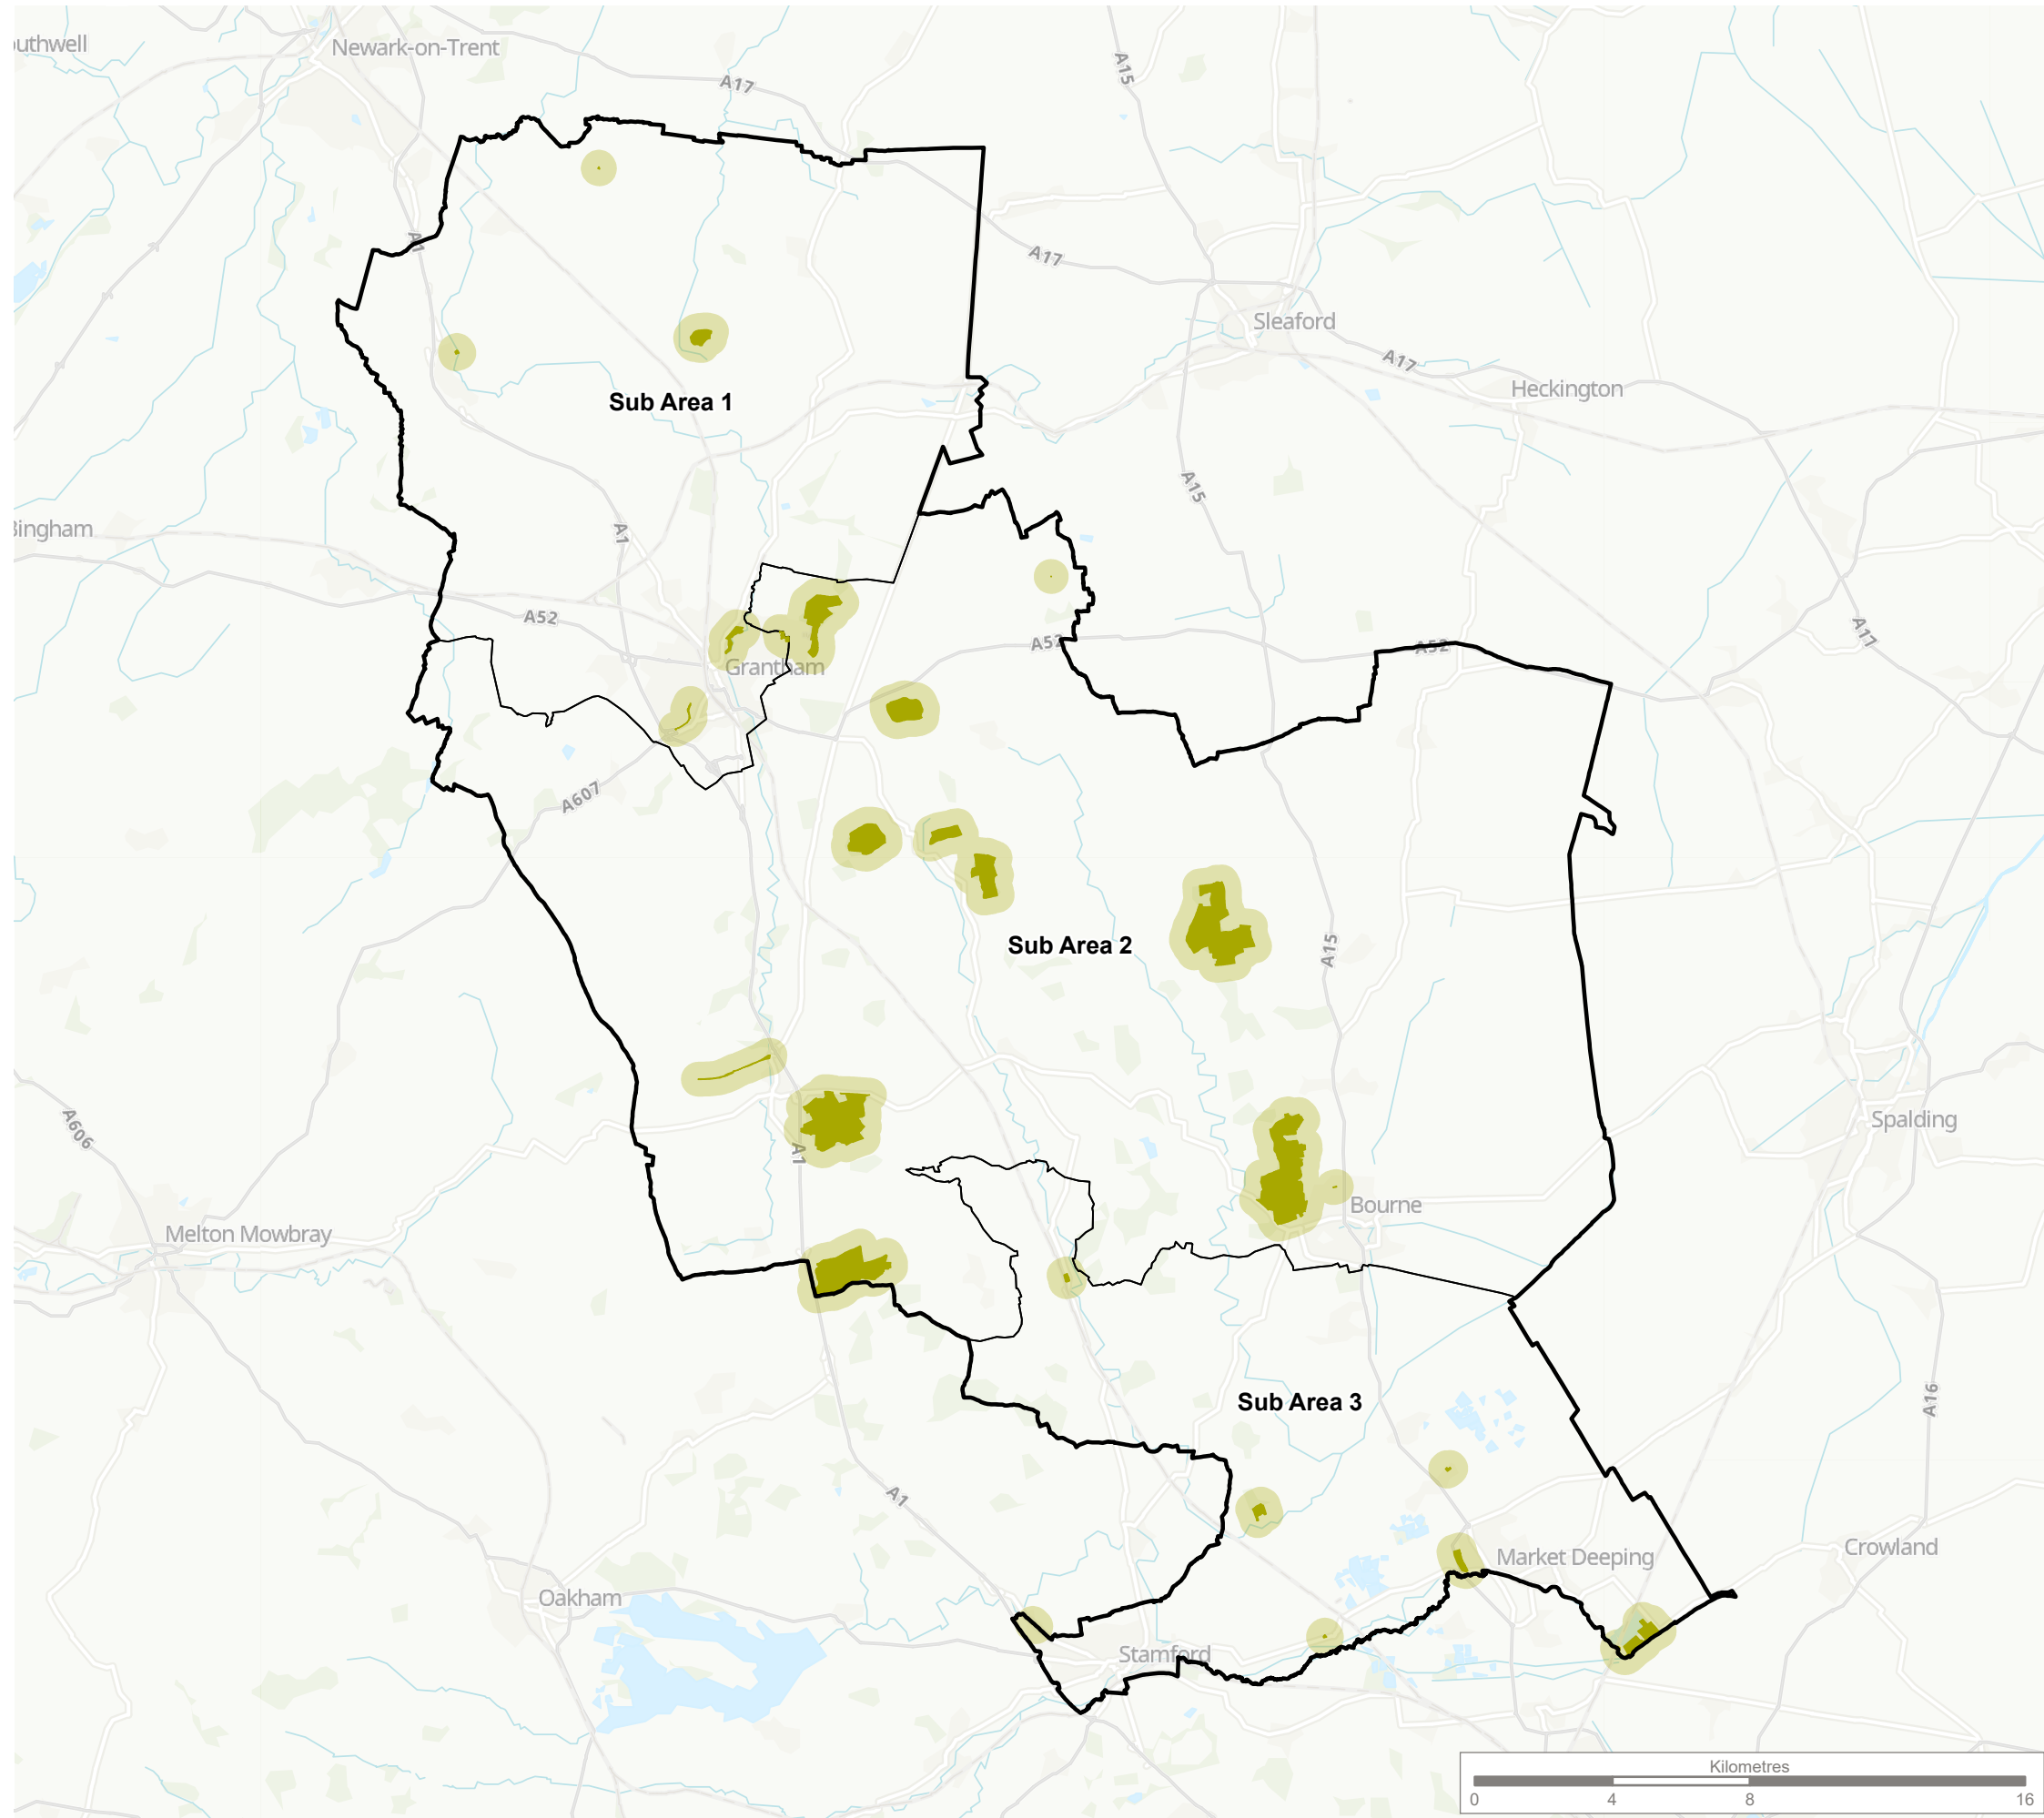 outhwell
Newark-on-Trent
A17
A15
A1
A17
Sleaford
A17
Heckington
Sub Area 1
A15
Bingham
A1
A52
A52
A52
A17
Grantham
A607
Sub Area 2
A15
A606
A1
Spalding
Bourne
Melton Mowbray
Sub Area 3
A16
A1
Market Deeping
Crowland
Oakham
Stamford
Kilometres
0 4 8 16